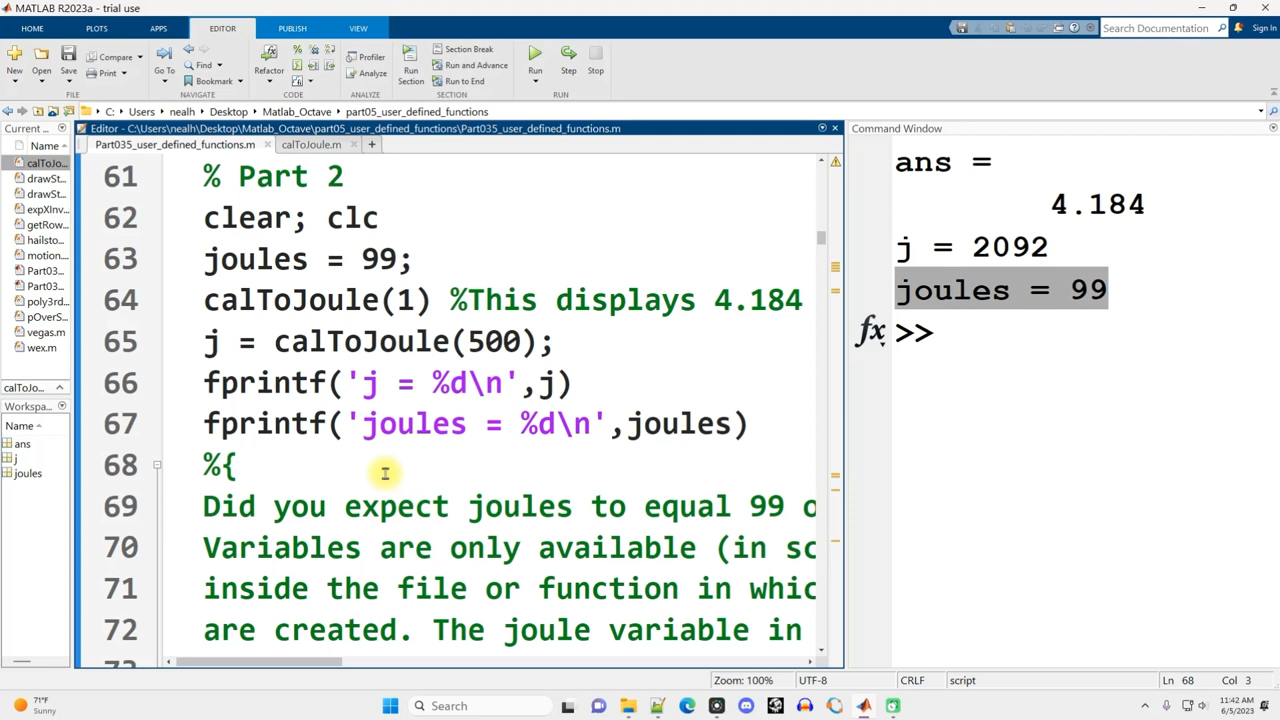 MATLAB R2023a - trial use
HOME PLOTS APPS EDITOR PUBLISH VIEW
Search Documentation
Sign In
New Open Save Compare Print
Go To Find Bookmark
Refactor
Profiler Analyze
Run Section
Section Break
Run and Advance
Run to End
Run Step Stop
FILE NAVIGATE CODE ANALYZE SECTION RUN
C: Users nealh Desktop Matlab_Octave part05_user_defined_functions
Current ...
Name
calToJo...
drawSt...
drawSt...
expXInv...
getRow...
hailsto...
motion...
Part03...
Part03...
poly3rd...
pOverS...
vegas.m
wex.m
calToJo...
Workspa...
Name
ans
j
joules
Editor - C:\Users\nealh\Desktop\Matlab_Octave\part05_user_defined_functions\Part035_user_defined_functions.m
Part035_user_defined_functions.m calToJoule.m
61 % Part 2
62 clear; clc
63 joules = 99;
64 calToJoule(1) %This displays 4.184
65 j = calToJoule(500);
66 fprintf('j = %d\n',j)
67 fprintf('joules = %d\n',joules)
68 %{
69 Did you expect joules to equal 99 o
70 Variables are only available (in sc
71 inside the file or function in whic
72 are created. The joule variable in
Command Window
ans =
4.184
j = 2092
joules = 99
fx >>
Zoom: 100% UTF-8 CRLF script Ln 68 Col 3
71°F
Sunny
Search
11:42 AM
6/5/2023